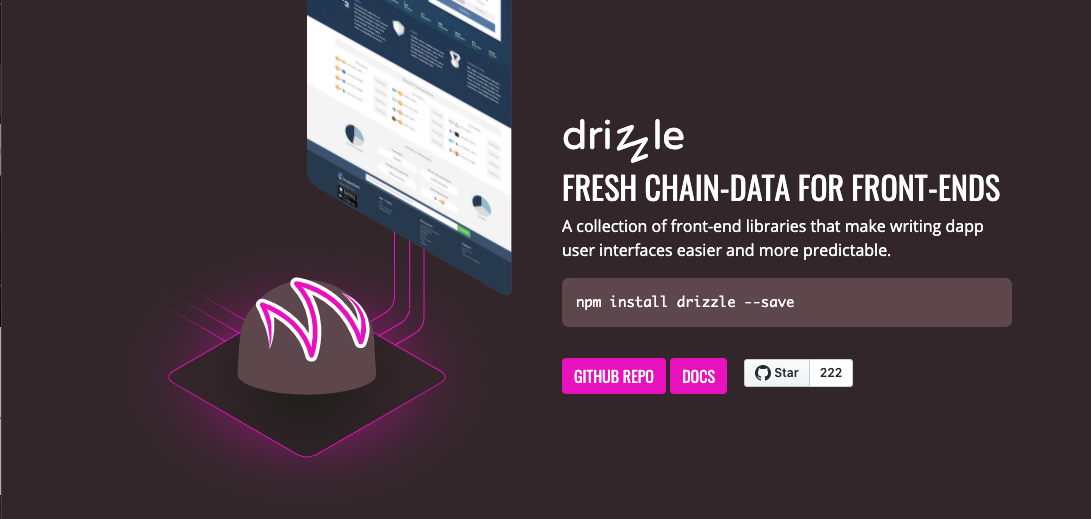 drizzle
FRESH CHAIN-DATA FOR FRONT-ENDS
A collection of front-end libraries that make writing dapp
user interfaces easier and more predictable.
npm install drizzle --save
GITHUB REPO DOCS Star 222